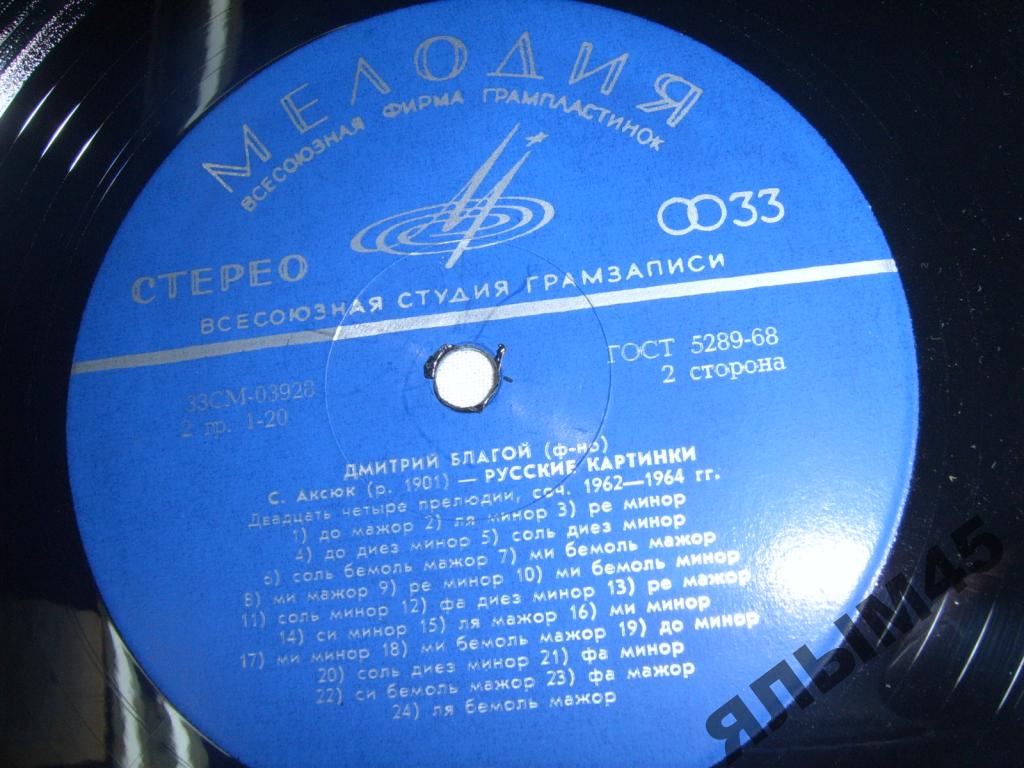 МЕЛОДИЯ
ВСЕСОЮЗНАЯ ФИРМА ГРАМПЛАСТИНОК
33
СТЕРЕО
ВСЕСОЮЗНАЯ СТУДИЯ ГРАМЗАПИСИ
ГОСТ 5289-68
33СМ-03928
2 сторона
2 гр. 1-20
ДМИТРИЙ БЛАГОЙ (ф-но)
С. Аксюк (р. 1901) — РУССКИЕ КАРТИНКИ
Двадцать четыре прелюдии, соч. 1962—1964 гг.
1) до мажор 2) ля минор 3) ре минор
4) до диез минор 5) соль диез минор
6) соль бемоль мажор 7) ми бемоль мажор
8) ми мажор 9) ре минор 10) ми бемоль минор
11) соль минор 12) фа диез минор 13) ре мажор
14) си минор 15) ля мажор 16) ми минор
17) ми минор 18) ми бемоль мажор 19) до минор
20) соль диез минор 21) фа минор
22) си бемоль мажор 23) фа мажор
24) ля бемоль мажор
ЯЛЫМ45